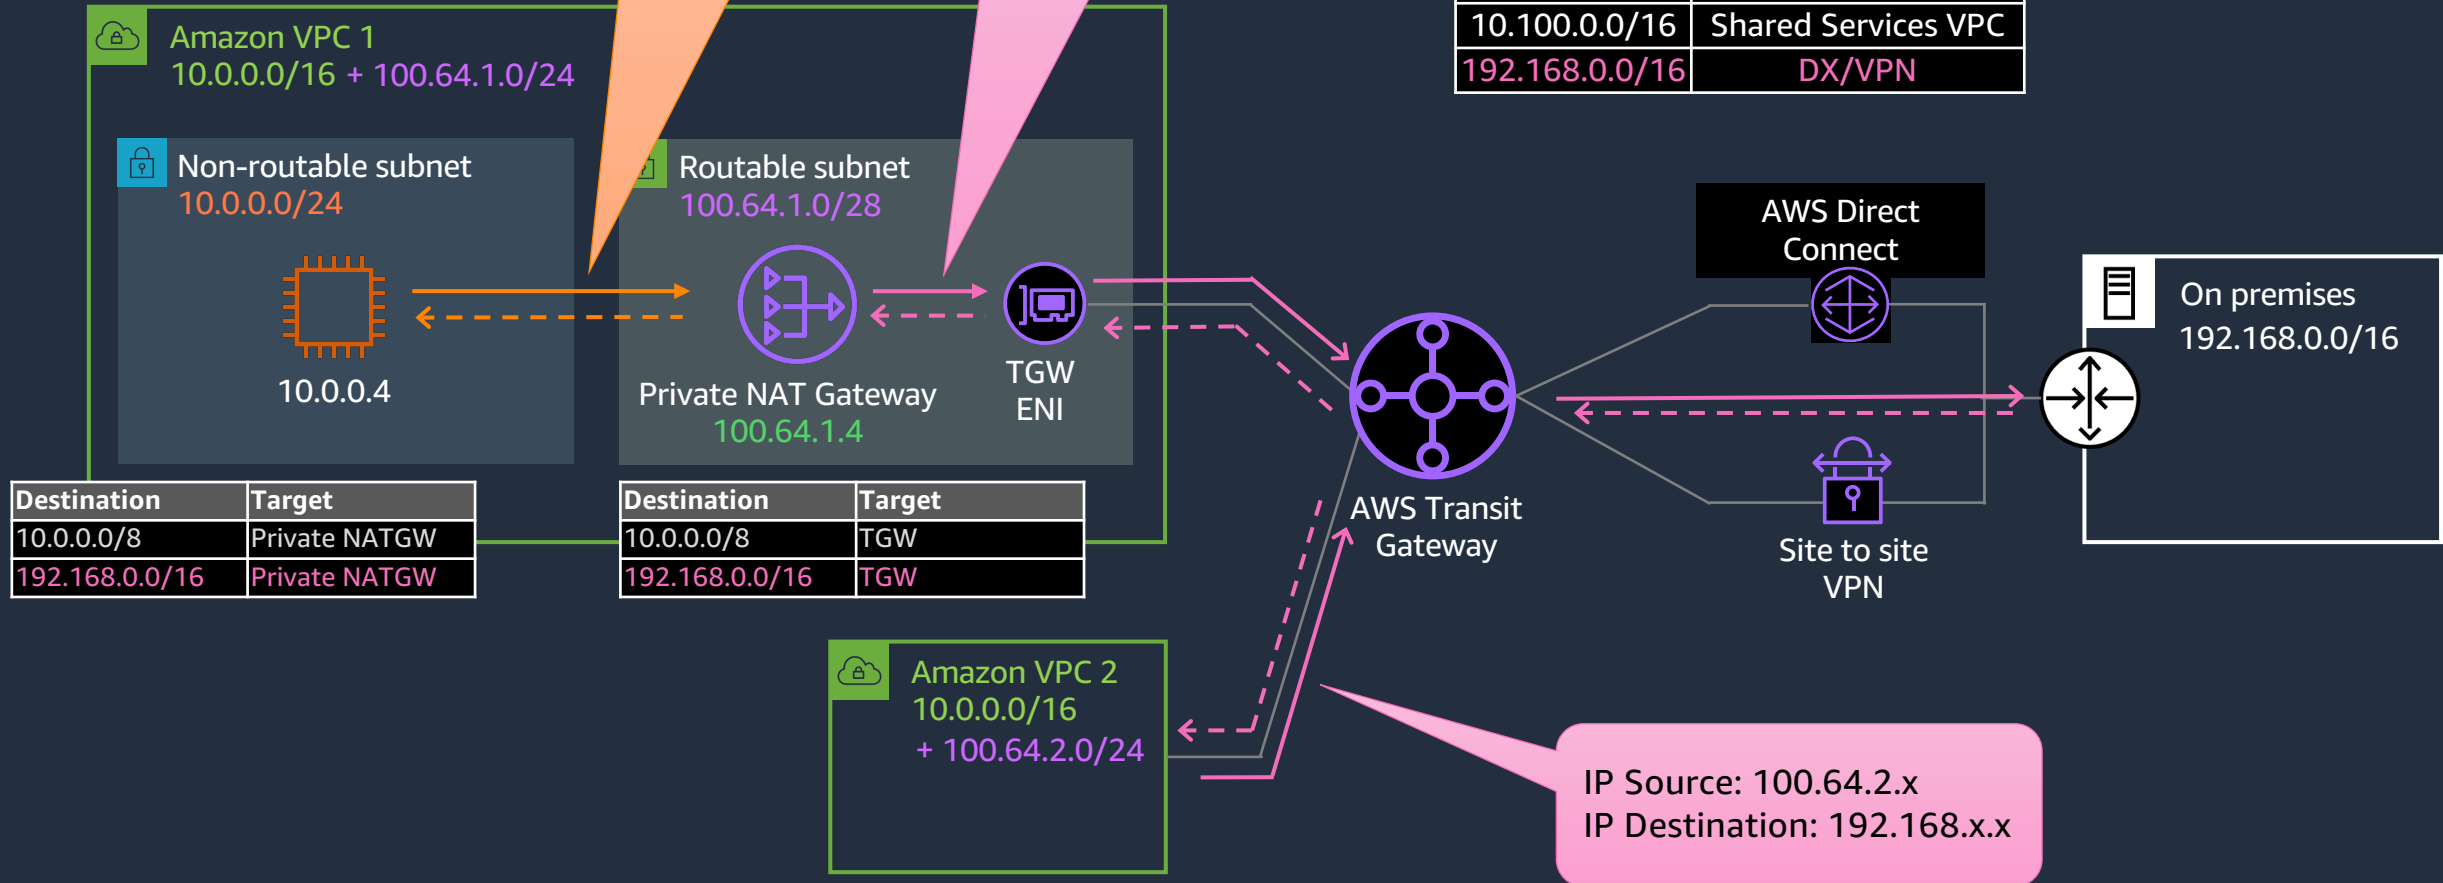 10.100.0.0/16 Shared Services VPC
192.168.0.0/16 DX/VPN
Amazon VPC 1
10.0.0.0/16 + 100.64.1.0/24
Non-routable subnet
10.0.0.0/24
10.0.0.4
Routable subnet
100.64.1.0/28
Private NAT Gateway
100.64.1.4
TGW
ENI
Destination Target
10.0.0.0/8 Private NATGW
192.168.0.0/16 Private NATGW
Destination Target
10.0.0.0/8 TGW
192.168.0.0/16 TGW
AWS Transit
Gateway
AWS Direct
Connect
Site to site
VPN
On premises
192.168.0.0/16
Amazon VPC 2
10.0.0.0/16
+ 100.64.2.0/24
IP Source: 100.64.2.x
IP Destination: 192.168.x.x